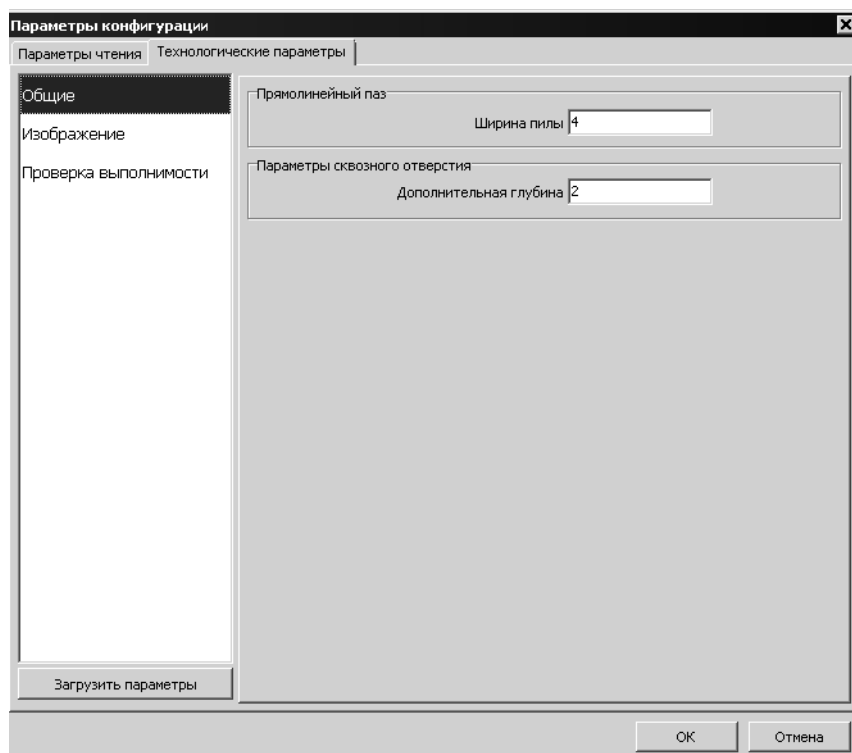 Параметры конфигурации
Параметры чтения Технологические параметры
Общие
Изображение
Проверка выполнимости
Прямолинейный паз
Ширина пилы 4
Параметры сквозного отверстия
Дополнительная глубина 2
Загрузить параметры
ОК Отмена